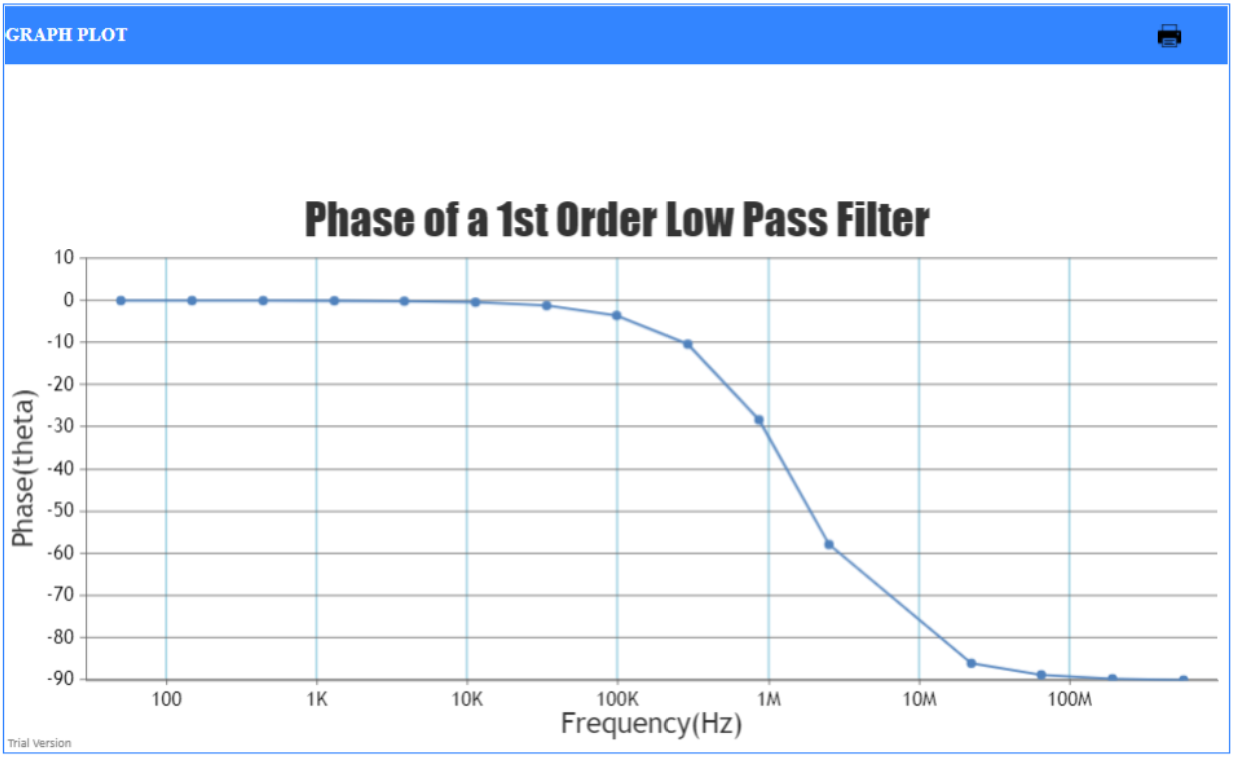 GRAPH PLOT
Phase of a 1st Order Low Pass Filter
10
0
-10
-20
-30
-40
-50
-60
-70
-80
-90
Phase(theta)
100 1K 10K 100K 1M 10M 100M
Frequency(Hz)
Trial Version